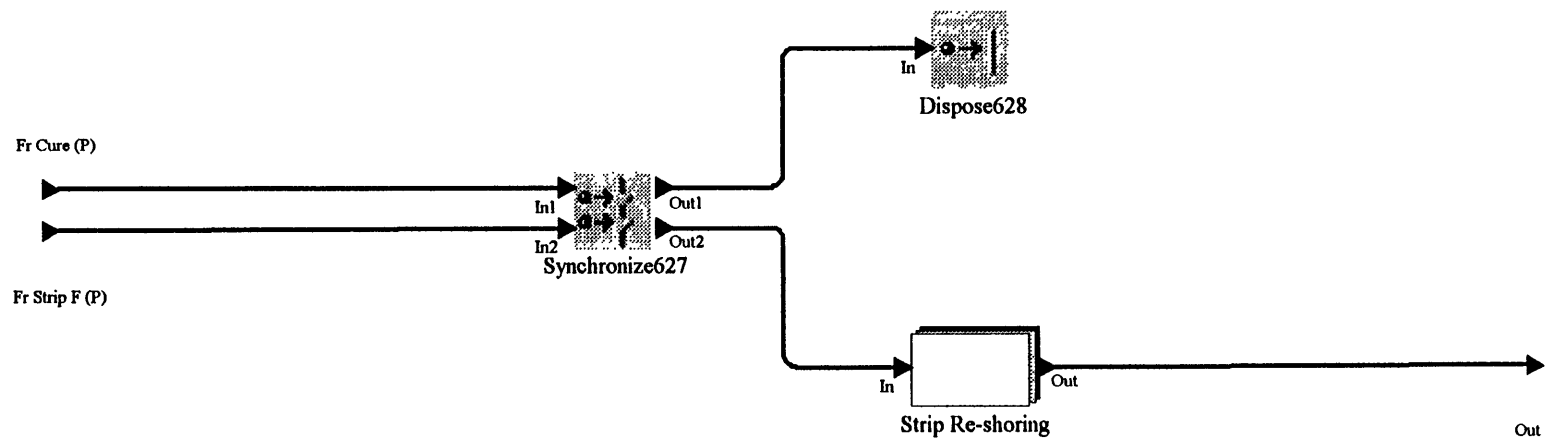 In
Dispose628
Fr Cure (P)
In1
Out1
In2
Out2
Synchronize627
Fr Strip F (P)
In
Out
Strip Re-shoring
Out